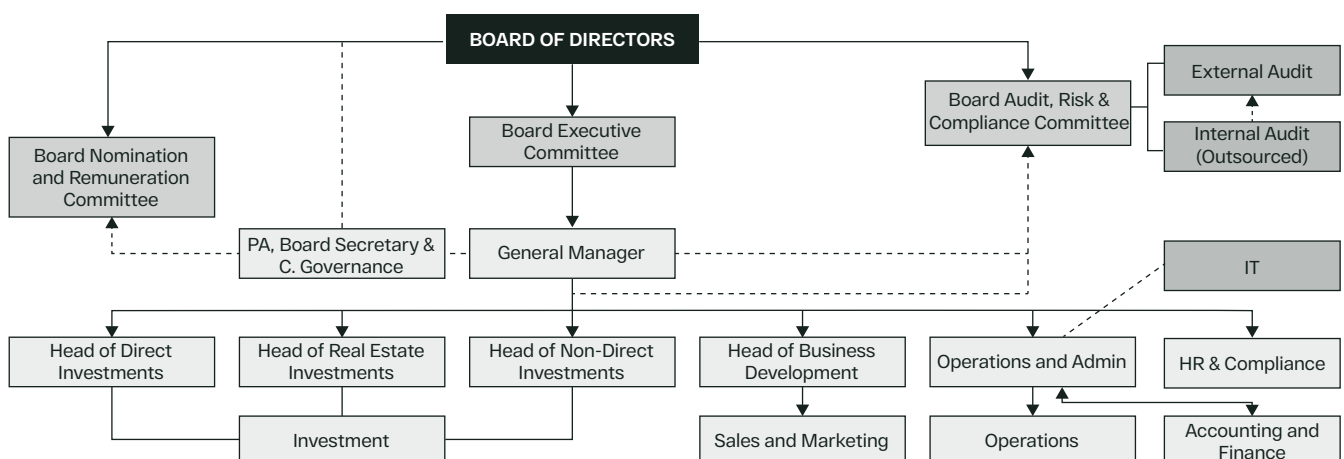 BOARD OF DIRECTORS
External Audit
Board Audit, Risk &
Compliance Committee
Board Executive
Committee
Internal Audit
(Outsourced)
Board Nomination
and Remuneration
Committee
PA, Board Secretary &
C. Governance
General Manager
IT
Head of Direct
Investments
Head of Real Estate
Investments
Head of Non-Direct
Investments
Head of Business
Development
Operations and Admin
HR & Compliance
Investment
Sales and Marketing
Operations
Accounting and
Finance